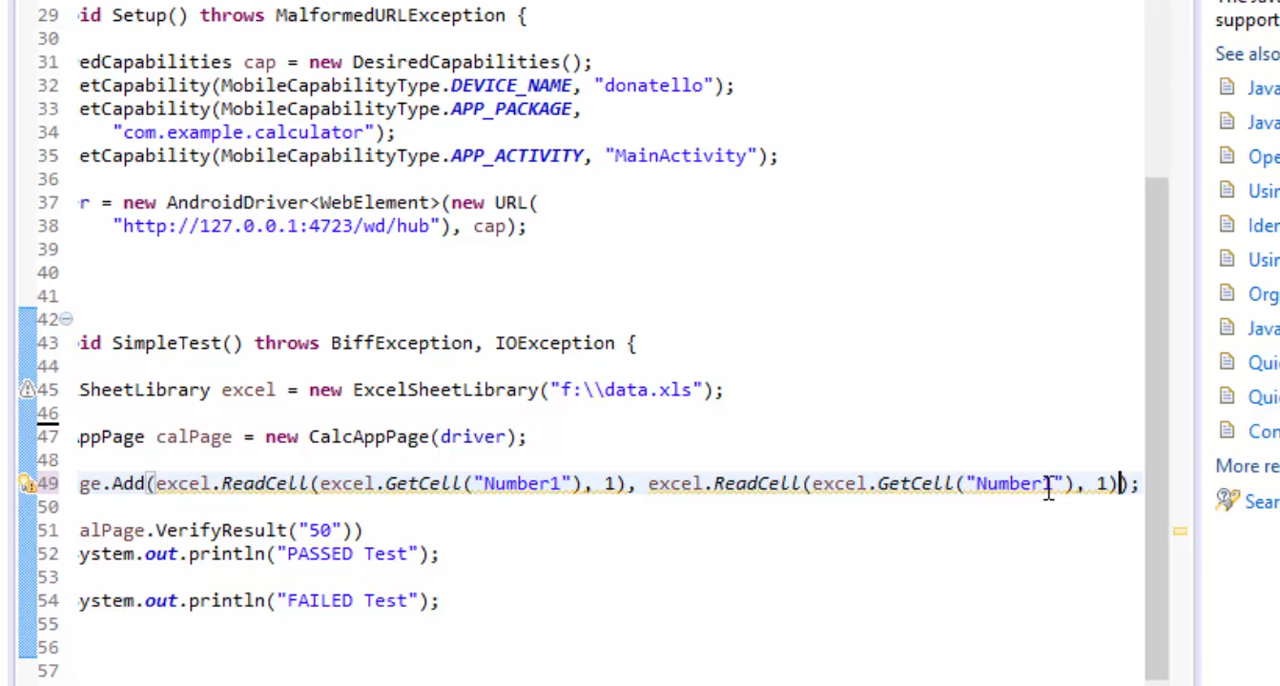 The Java
support
29 id Setup() throws MalformedURLException {
30
31 edCapabilities cap = new DesiredCapabilities();
32 etCapability(MobileCapabilityType.DEVICE_NAME, "donatello");
33 etCapability(MobileCapabilityType.APP_PACKAGE,
34 "com.example.calculator");
35 etCapability(MobileCapabilityType.APP_ACTIVITY, "MainActivity");
36
37 r = new AndroidDriver<WebElement>(new URL(
38 "http://127.0.0.1:4723/wd/hub"), cap);
39
40
41
42
43 id SimpleTest() throws BiffException, IOException {
44
45 SheetLibrary excel = new ExcelSheetLibrary("f:\\data.xls");
46
47 ppPage calPage = new CalcAppPage(driver);
48
49 ge.Add(excel.ReadCell(excel.GetCell("Number1"), 1), excel.ReadCell(excel.GetCell("Number1"), 1));
50
51 alPage.VerifyResult("50"))
52 ystem.out.println("PASSED Test");
53
54 ystem.out.println("FAILED Test");
55
56
57
See also
Java
Java
Ope
Usin
Iden
Usin
Org
Java
Quic
Quic
Con
More re
Sear